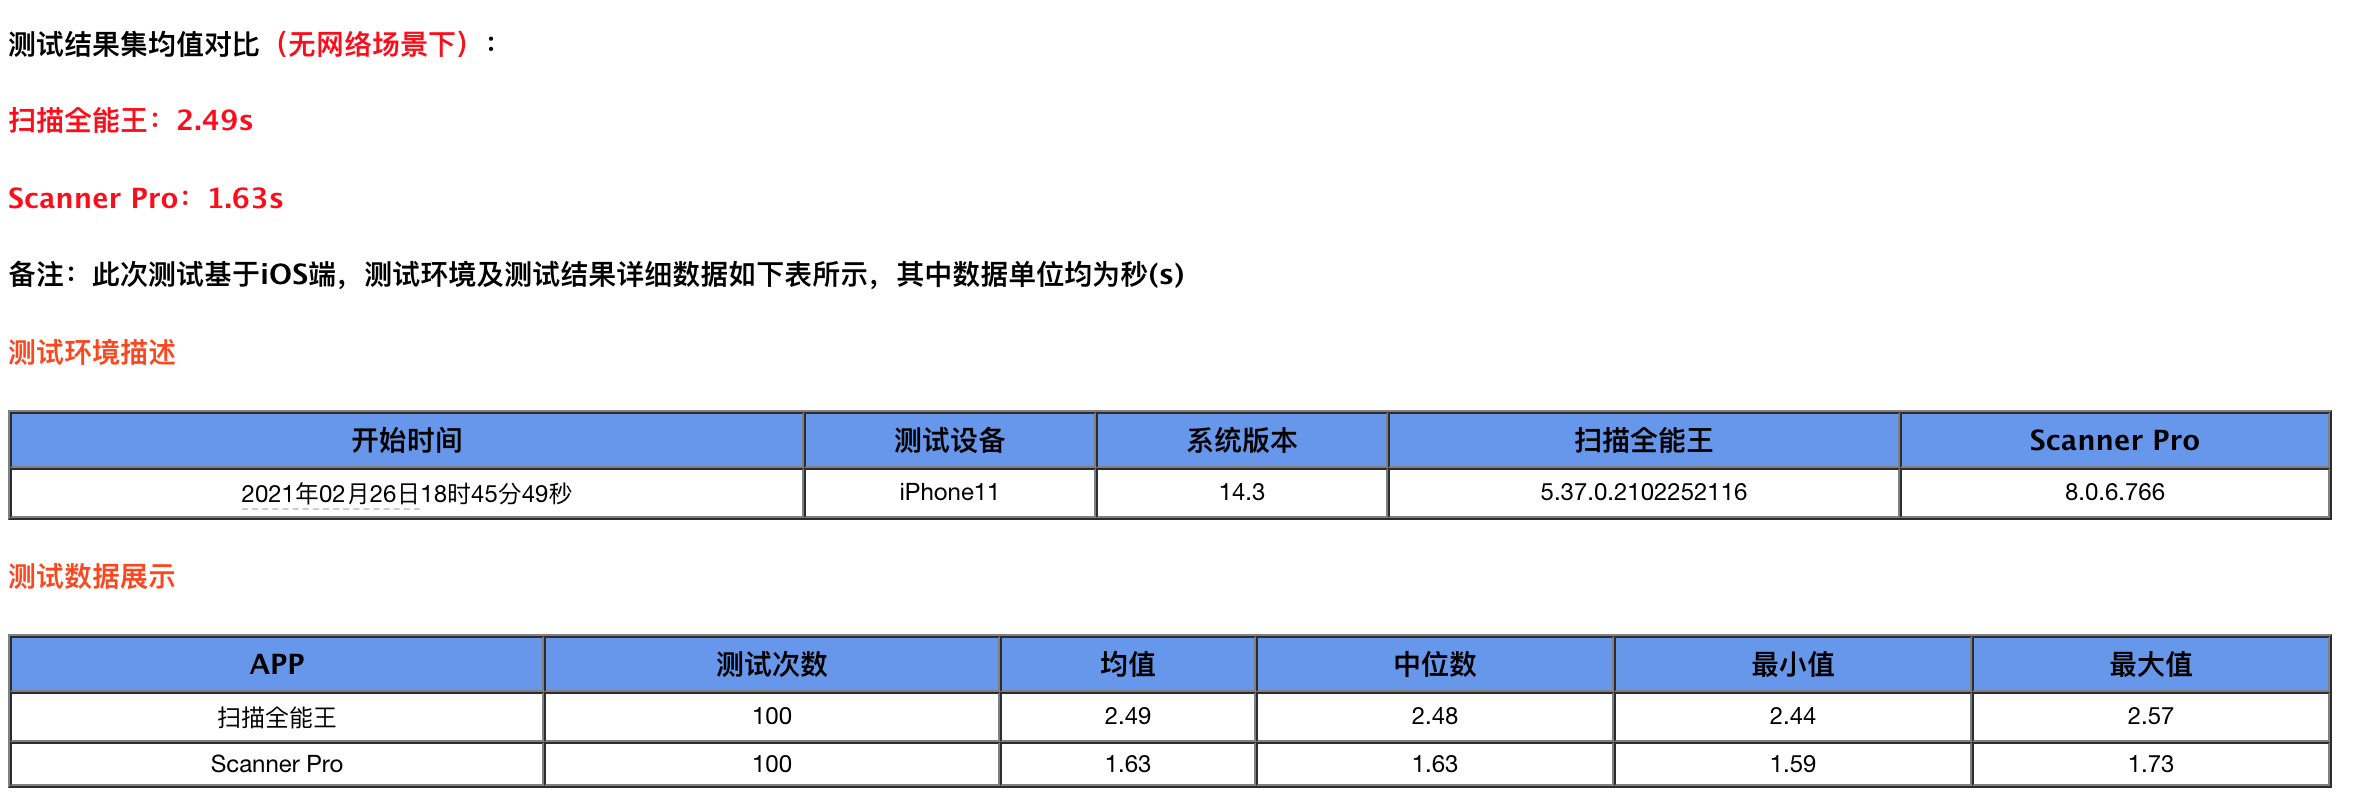 测试结果集均值对比（无网络场景下）：
扫描全能王：2.49s
Scanner Pro：1.63s
备注：此次测试基于iOS端，测试环境及测试结果详细数据如下表所示，其中数据单位均为秒(s)
测试环境描述
开始时间 测试设备 系统版本 扫描全能王 Scanner Pro
2021年02月26日18时45分49秒 iPhone11 14.3 5.37.0.2102252116 8.0.6.766
测试数据展示
APP 测试次数 均值 中位数 最小值 最大值
扫描全能王 100 2.49 2.48 2.44 2.57
Scanner Pro 100 1.63 1.63 1.59 1.73